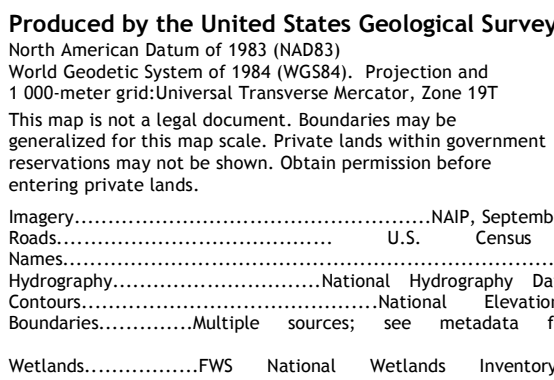 Produced by the United States Geological Survey
North American Datum of 1983 (NAD83)
World Geodetic System of 1984 (WGS84). Projection and
1 000-meter grid:Universal Transverse Mercator, Zone 19T
This map is not a legal document. Boundaries may be
generalized for this map scale. Private lands within government
reservations may not be shown. Obtain permission before
entering private lands.
Imagery....................................................NAIP,
Roads........................................ U.S. Census
Names........................................................................
Hydrography..............................National Hydrography
Contours...........................................National
Boundaries..............Multiple sources; see metadata
Wetlands.................FWS National Wetlands Inventory